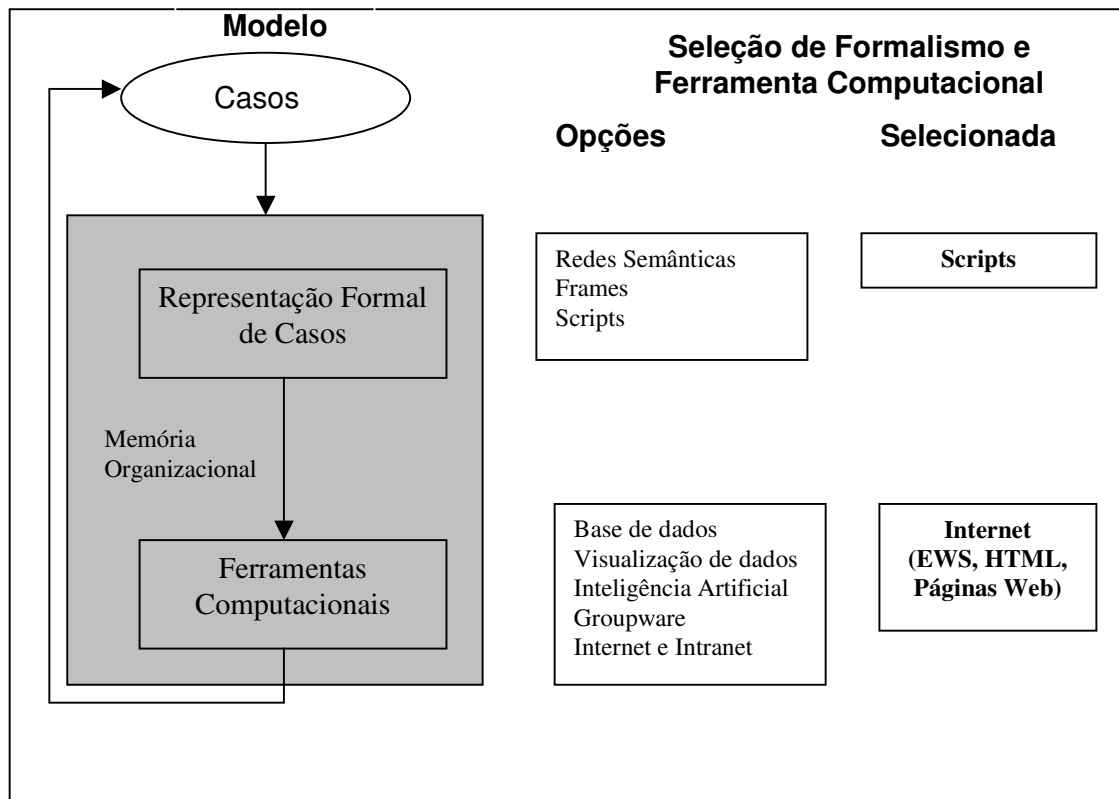 Modelo
Casos
Representação Formal
de Casos
Memória
Organizacional
Ferramentas
Computacionais
Seleção de Formalismo e
Ferramenta Computacional
Opções
Selecionada
Redes Semânticas
Frames
Scripts
Scripts
Base de dados
Visualização de dados
Inteligência Artificial
Groupware
Internet e Intranet
Internet
(EWS, HTML,
Páginas Web)